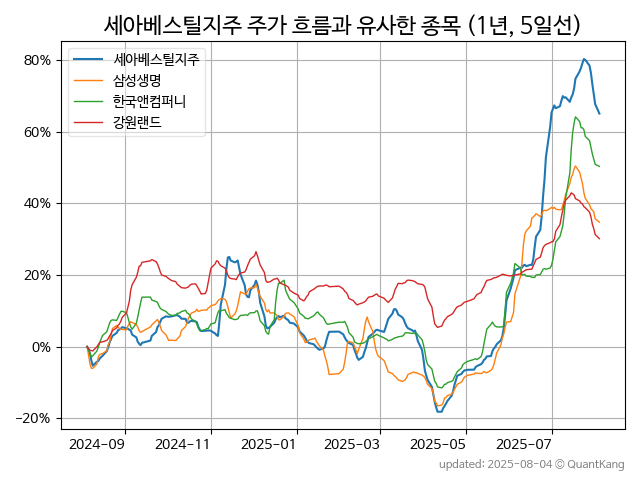 세아베스틸지주 주가 흐름과 유사한 종목 (1년, 5일선)
세아베스틸지주
삼성생명
한국앤컴퍼니
강원랜드
80%
60%
40%
20%
0%
−20%
2024-09 2024-11 2025-01 2025-03 2025-05 2025-07
updated: 2025-08-04 © QuantKang